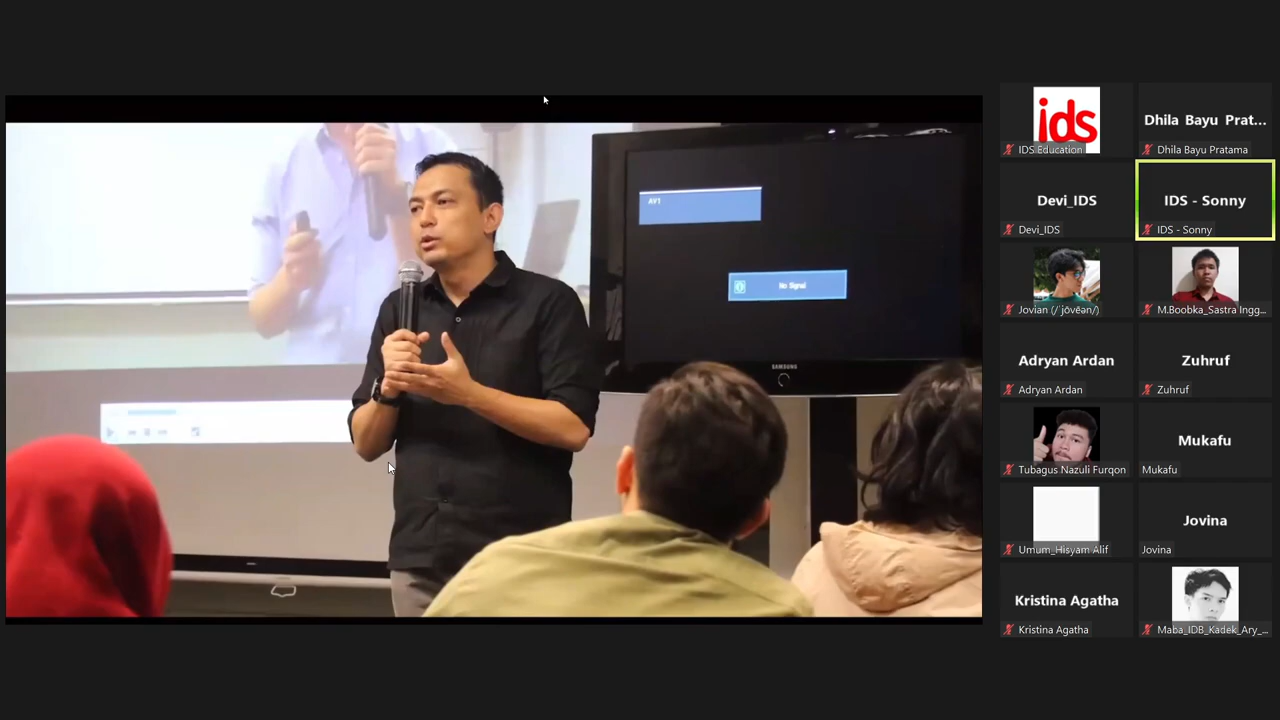 AV1
No Signal
SAMSUNG
ids
IDS Education
Dhila Bayu Prat...
Dhila Bayu Pratama
Devi_IDS
Devi_IDS
IDS - Sonny
IDS - Sonny
Jovian (/ˈjōvēən/)
M.Boobka_Sastra Ingg...
Adryan Ardan
Adryan Ardan
Zuhruf
Zuhruf
Tubagus Nazuli Furqon
Mukafu
Mukafu
Umum_Hisyam Alif
Jovina
Jovina
Kristina Agatha
Kristina Agatha
Maba_IDB_Kadek_Ary_...